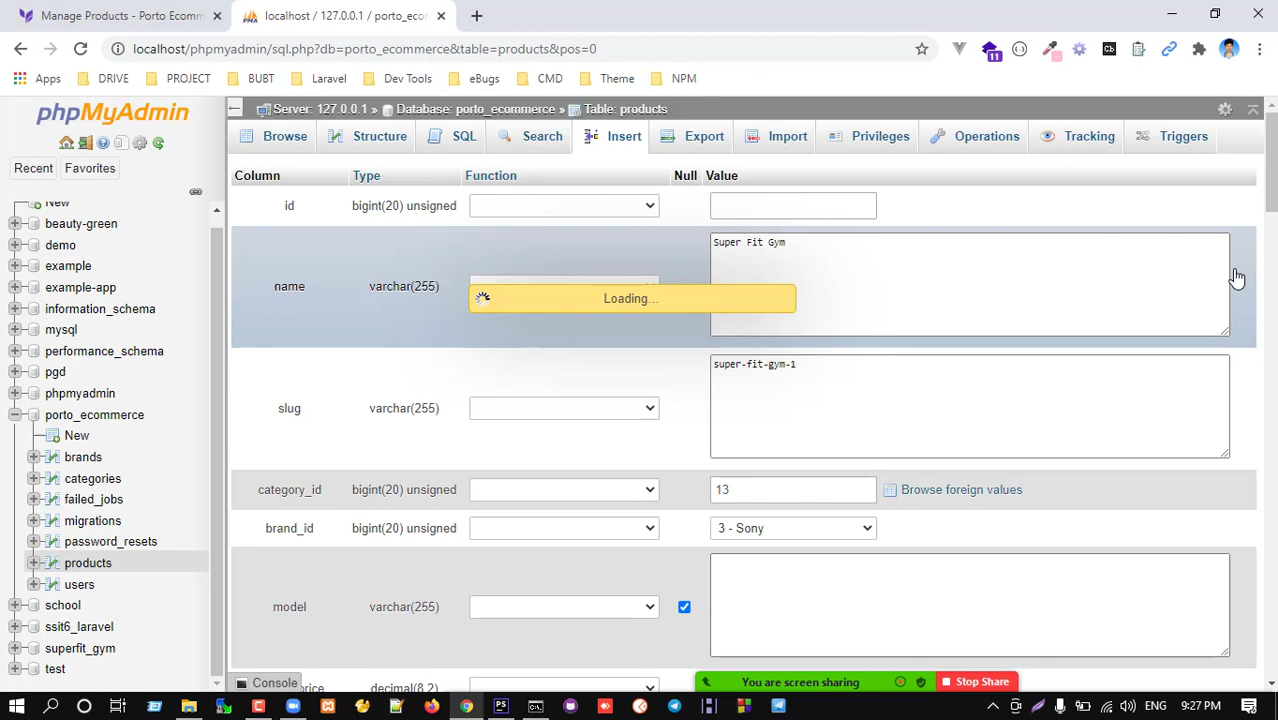 Manage Products - Porto Ecomm
localhost / 127.0.0.1 / porto_eco
localhost/phpmyadmin/sql.php?db=porto_ecommerce&table=products&pos=0
11
Cb
Apps
DRIVE
PROJECT
BUBT
Laravel
Dev Tools
eBugs
CMD
Theme
NPM
phpMyAdmin
Recent
Favorites
New
beauty-green
demo
example
example-app
information_schema
mysql
performance_schema
pgd
phpmyadmin
porto_ecommerce
New
brands
categories
failed_jobs
migrations
password_resets
products
users
school
ssit6_laravel
superfit_gym
test
Server: 127.0.0.1 » Database: porto_ecommerce » Table: products
Browse
Structure
SQL
Search
Insert
Export
Import
Privileges
Operations
Tracking
Triggers
Column Type Function Null Value
id bigint(20) unsigned
name varchar(255) Super Fit Gym
Loading...
slug varchar(255) super-fit-gym-1
category_id bigint(20) unsigned 13 Browse foreign values
brand_id bigint(20) unsigned 3 - Sony
model varchar(255)
decimal(8,2)
Console
You are screen sharing
Stop Share
9:27 PM